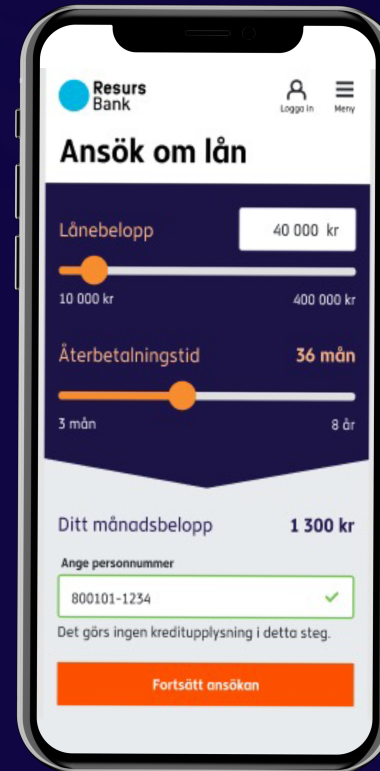 Resurs
Bank
Logga in
Meny
Ansök om lån
Lånebelopp
40 000 kr
10 000 kr
400 000 kr
Återbetalningstid
36 mån
3 mån
8 år
Ditt månadsbelopp
1 300 kr
Ange personnummer
800101-1234
Det görs ingen kreditupplysning i detta steg.
Fortsätt ansökan